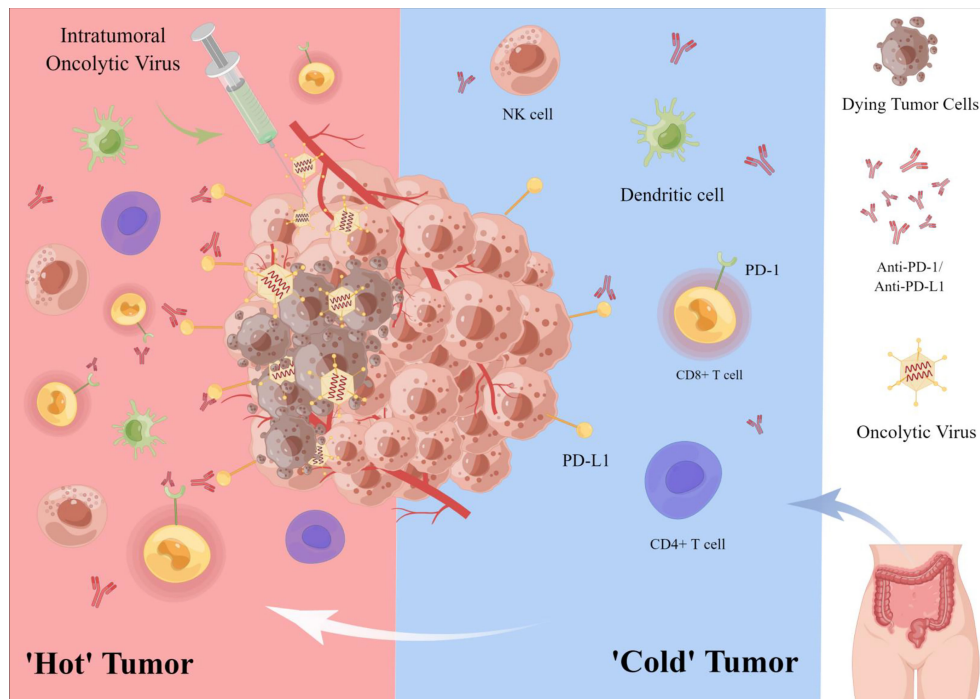 Intratumoral
Oncolytic Virus
NK cell
Dendritic cell
PD-1
CD8+ T cell
PD-L1
CD4+ T cell
'Hot' Tumor
'Cold' Tumor
Dying Tumor Cells
Anti-PD-1/
Anti-PD-L1
Oncolytic Virus